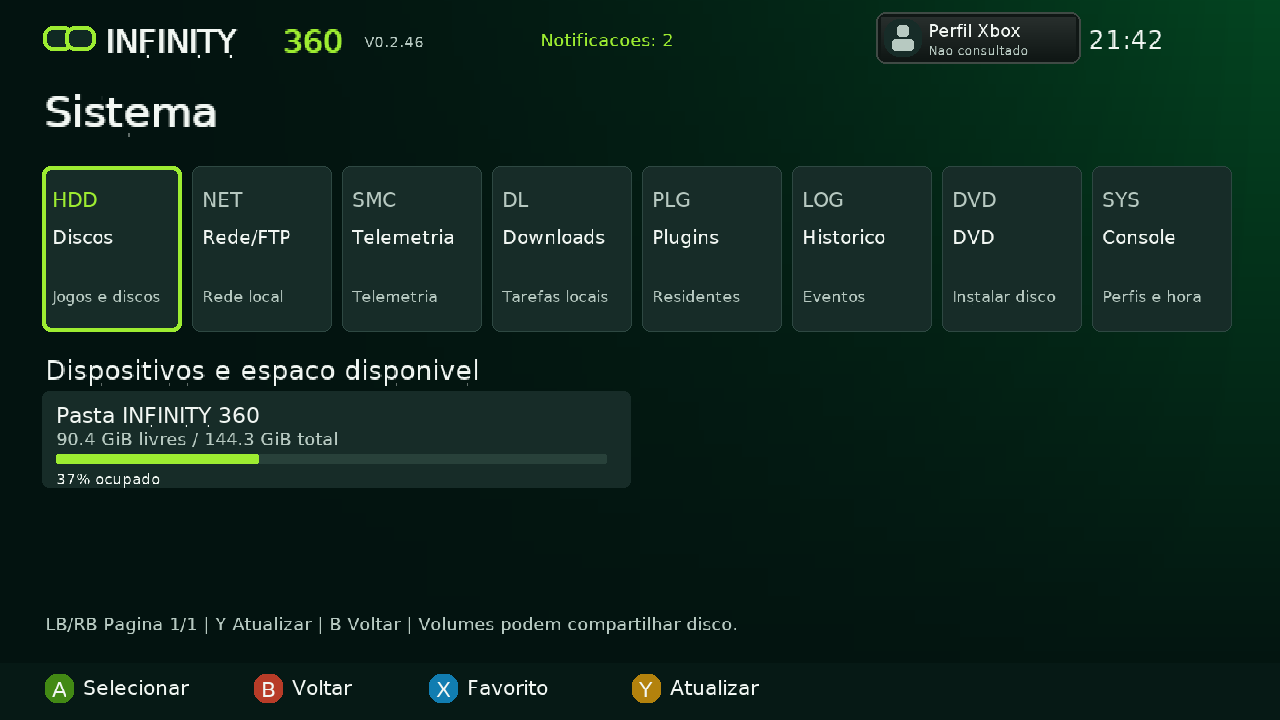 INFINITY 360 V0.2.46
Notificacoes: 2
Perfil Xbox
Nao consultado
21:42
Sistema
HDD
Discos
Jogos e discos
NET
Rede/FTP
Rede local
SMC
Telemetria
Telemetria
DL
Downloads
Tarefas locais
PLG
Plugins
Residentes
LOG
Historico
Eventos
DVD
DVD
Instalar disco
SYS
Console
Perfis e hora
Dispositivos e espaco disponivel
Pasta INFINITY 360
90.4 GiB livres / 144.3 GiB total
37% ocupado
LB/RB Pagina 1/1 | Y Atualizar | B Voltar | Volumes podem compartilhar disco.
A Selecionar
B Voltar
X Favorito
Y Atualizar